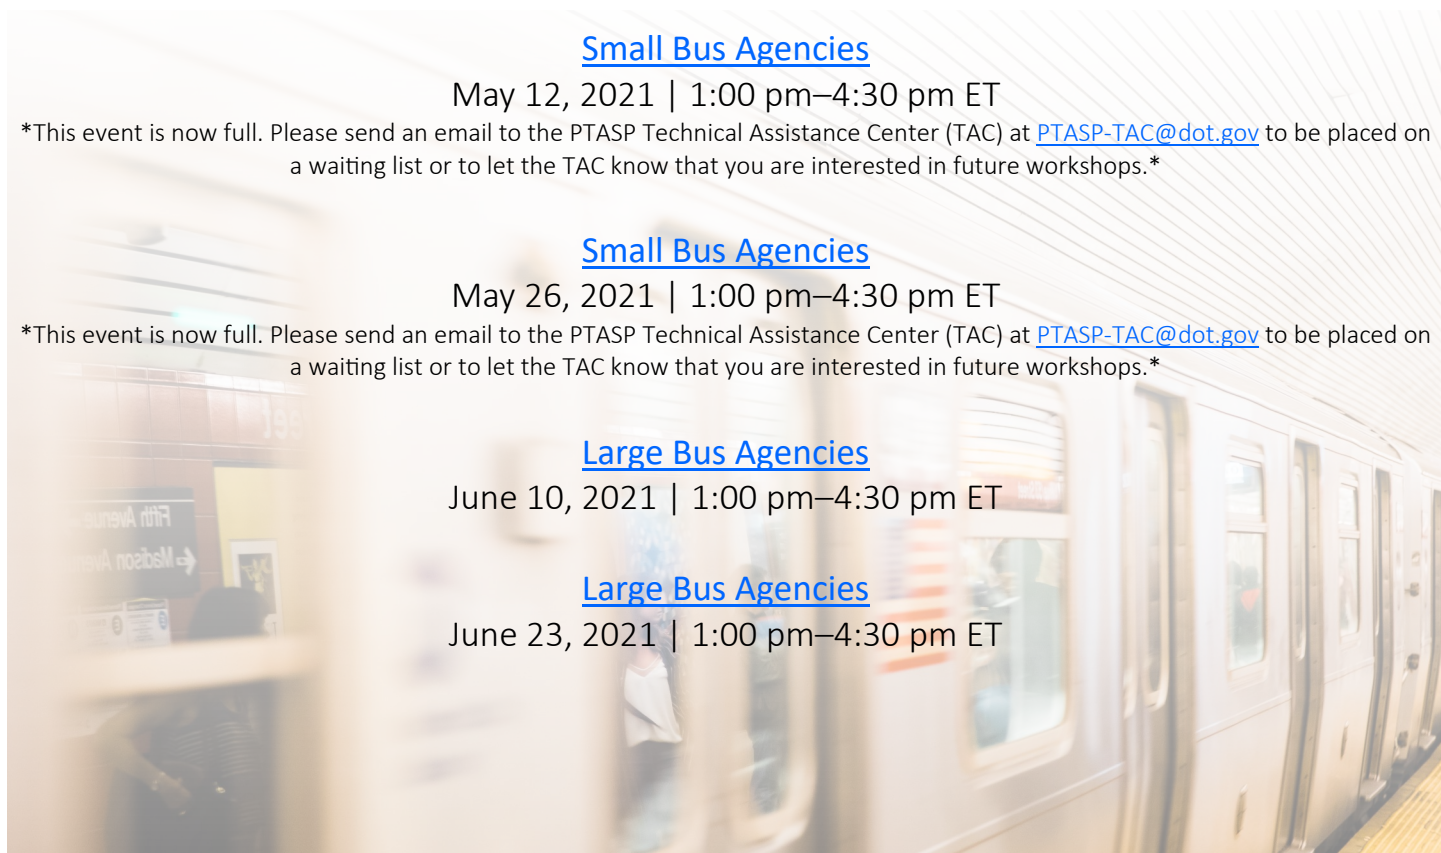 Small Bus Agencies
May 12, 2021 | 1:00 pm–4:30 pm ET
*This event is now full. Please send an email to the PTASP Technical Assistance Center (TAC) at PTASP-TAC@dot.gov to be placed on
a waiting list or to let the TAC know that you are interested in future workshops.*
Small Bus Agencies
May 26, 2021 | 1:00 pm–4:30 pm ET
*This event is now full. Please send an email to the PTASP Technical Assistance Center (TAC) at PTASP-TAC@dot.gov to be placed on
a waiting list or to let the TAC know that you are interested in future workshops.*
Large Bus Agencies
June 10, 2021 | 1:00 pm–4:30 pm ET
Large Bus Agencies
June 23, 2021 | 1:00 pm–4:30 pm ET
Fifth Avenue
Madison Ave